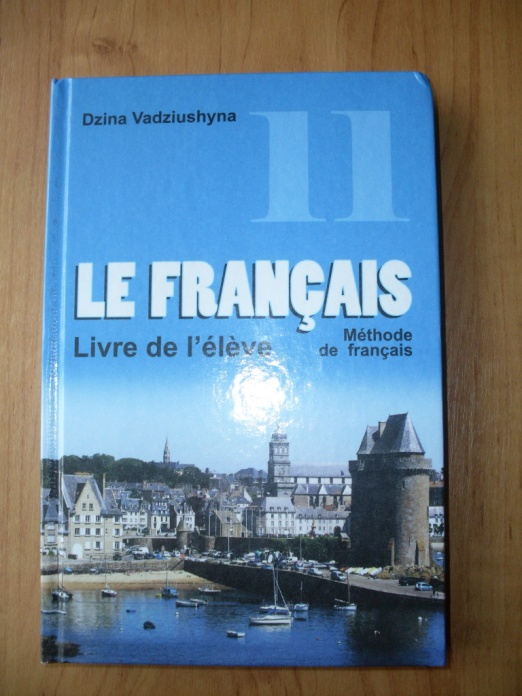 Dzina Vadziushyna
11
LE FRANÇAIS
Livre de l'élève
Méthode
de français